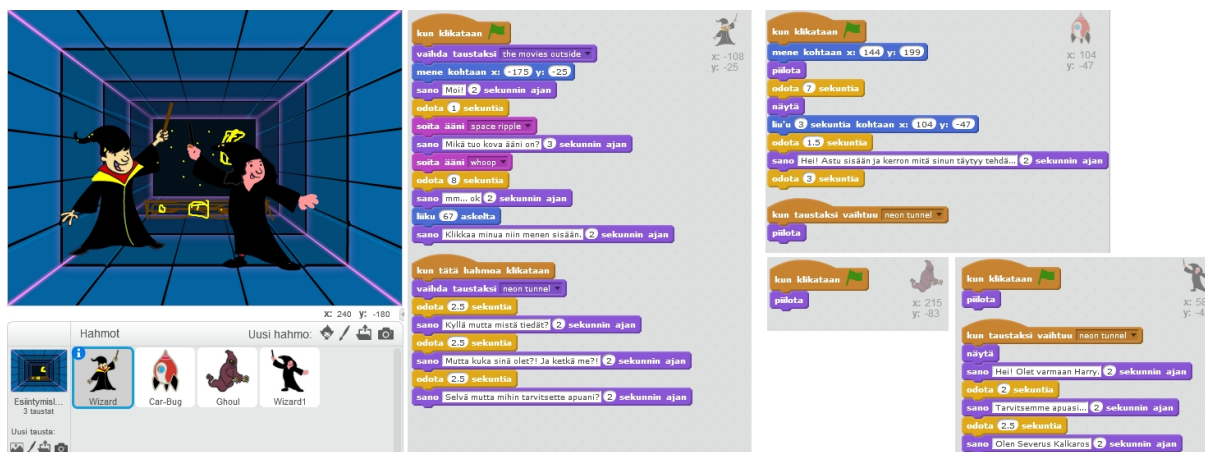 x: 240 y: -180
Hahmot
Uusi hahmo:
Esiintymisl...
3 taustat
Uusi tausta:
Wizard
Car-Bug
Ghoul
Wizard1
kun klikataan
vaihda taustaksi the movies outside
mene kohtaan x: -175 y: -25
sano Moi! 2 sekunnin ajan
odota 1 sekuntia
soita ääni space ripple
sano Mikä tuo kova ääni on? 3 sekunnin ajan
soita ääni whoop
odota 8 sekuntia
sano mm... ok 2 sekunnin ajan
liiku 67 askelta
sano Klikkaa minua niin menen sisään. 2 sekunnin ajan
x: -108
y: -25
kun tätä hahmoa klikataan
vaihda taustaksi neon tunnel
odota 2.5 sekuntia
sano Kyllä mutta mistä tiedät? 2 sekunnin ajan
odota 2.5 sekuntia
sano Mutta kuka sinä olet?! Ja ketkä me?! 2 sekunnin ajan
odota 2.5 sekuntia
sano Selvä mutta mihin tarvitsette apuani? 2 sekunnin ajan
kun klikataan
mene kohtaan x: 144 y: 199
piilota
odota 7 sekuntia
näytä
liu'u 3 sekuntia kohtaan x: 104 y: -47
odota 1.5 sekuntia
sano Hei! Astu sisään ja kerron mitä sinun täytyy tehdä... 2 sekunnin ajan
odota 3 sekuntia
x: 104
y: -47
kun taustaksi vaihtuu neon tunnel
piilota
kun klikataan
piilota
x: 215
y: -83
kun klikataan
piilota
x: 58
kun taustaksi vaihtuu neon tunnel
näytä
sano Hei! Olet varmaan Harry. 2 sekunnin ajan
odota 2 sekuntia
sano Tarvitsemme apuasi... 2 sekunnin ajan
odota 2.5 sekuntia
sano Olen Severus Kalkaros 2 sekunnin ajan